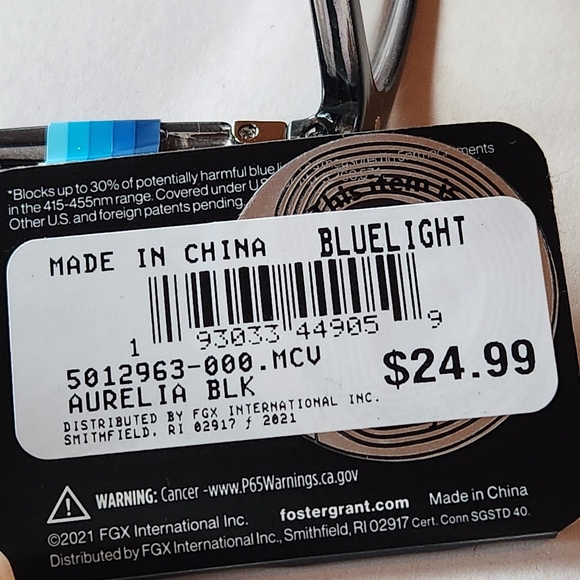 *Blocks up to 30% of potentially harmful blue li
in the 415-455nm range. Covered under U.S
Other U.S. and foreign patents pending.
This item is
MADE IN CHINA BLUELIGHT
1 93033 44905 9
5012963-000.MCV
AURELIA BLK
$24.99
DISTRIBUTED BY FGX INTERNATIONAL INC.
SMITHFIELD, RI 02917 ƒ 2021
WARNING: Cancer -www.P65Warnings.ca.gov
©2021 FGX International Inc.
fostergrant.com Made in China
Distributed by FGX International Inc., Smithfield, RI 02917 Cert. Conn SGSTD 40.